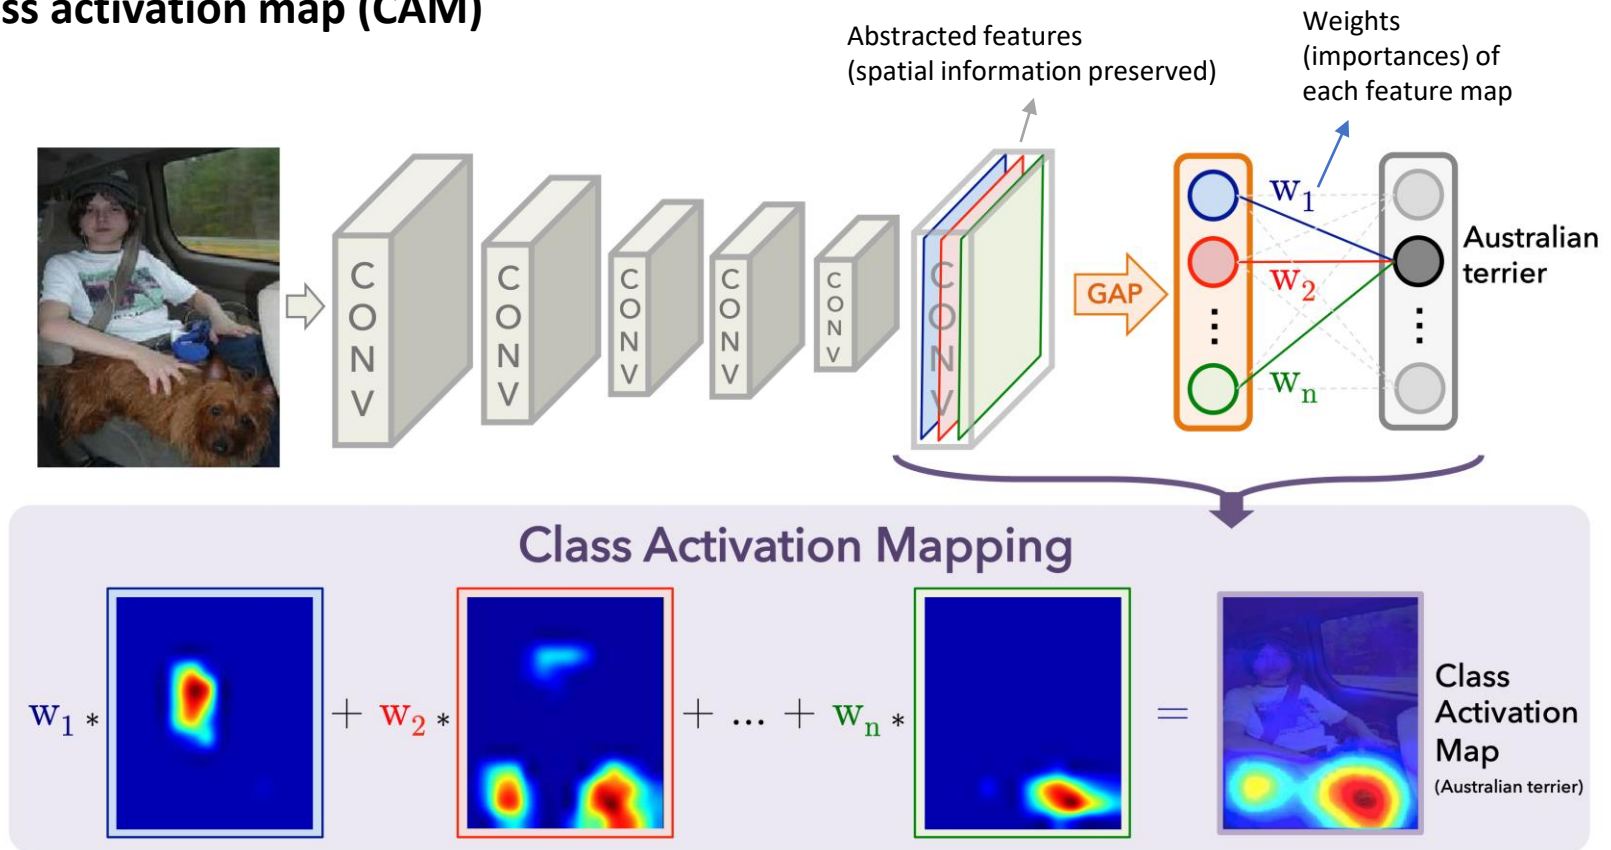 ss activation map (CAM)
Abstracted features
(spatial information preserved)
Weights
(importances) of
each feature map
CONV
CONV
CONV
CONV
CONV
CONV
GAP
w1
w2
⋮
wn
⋮
Australian
terrier
Class Activation Mapping
w1 * + w2 * + ... + wn * =
Class
Activation
Map
(Australian terrier)